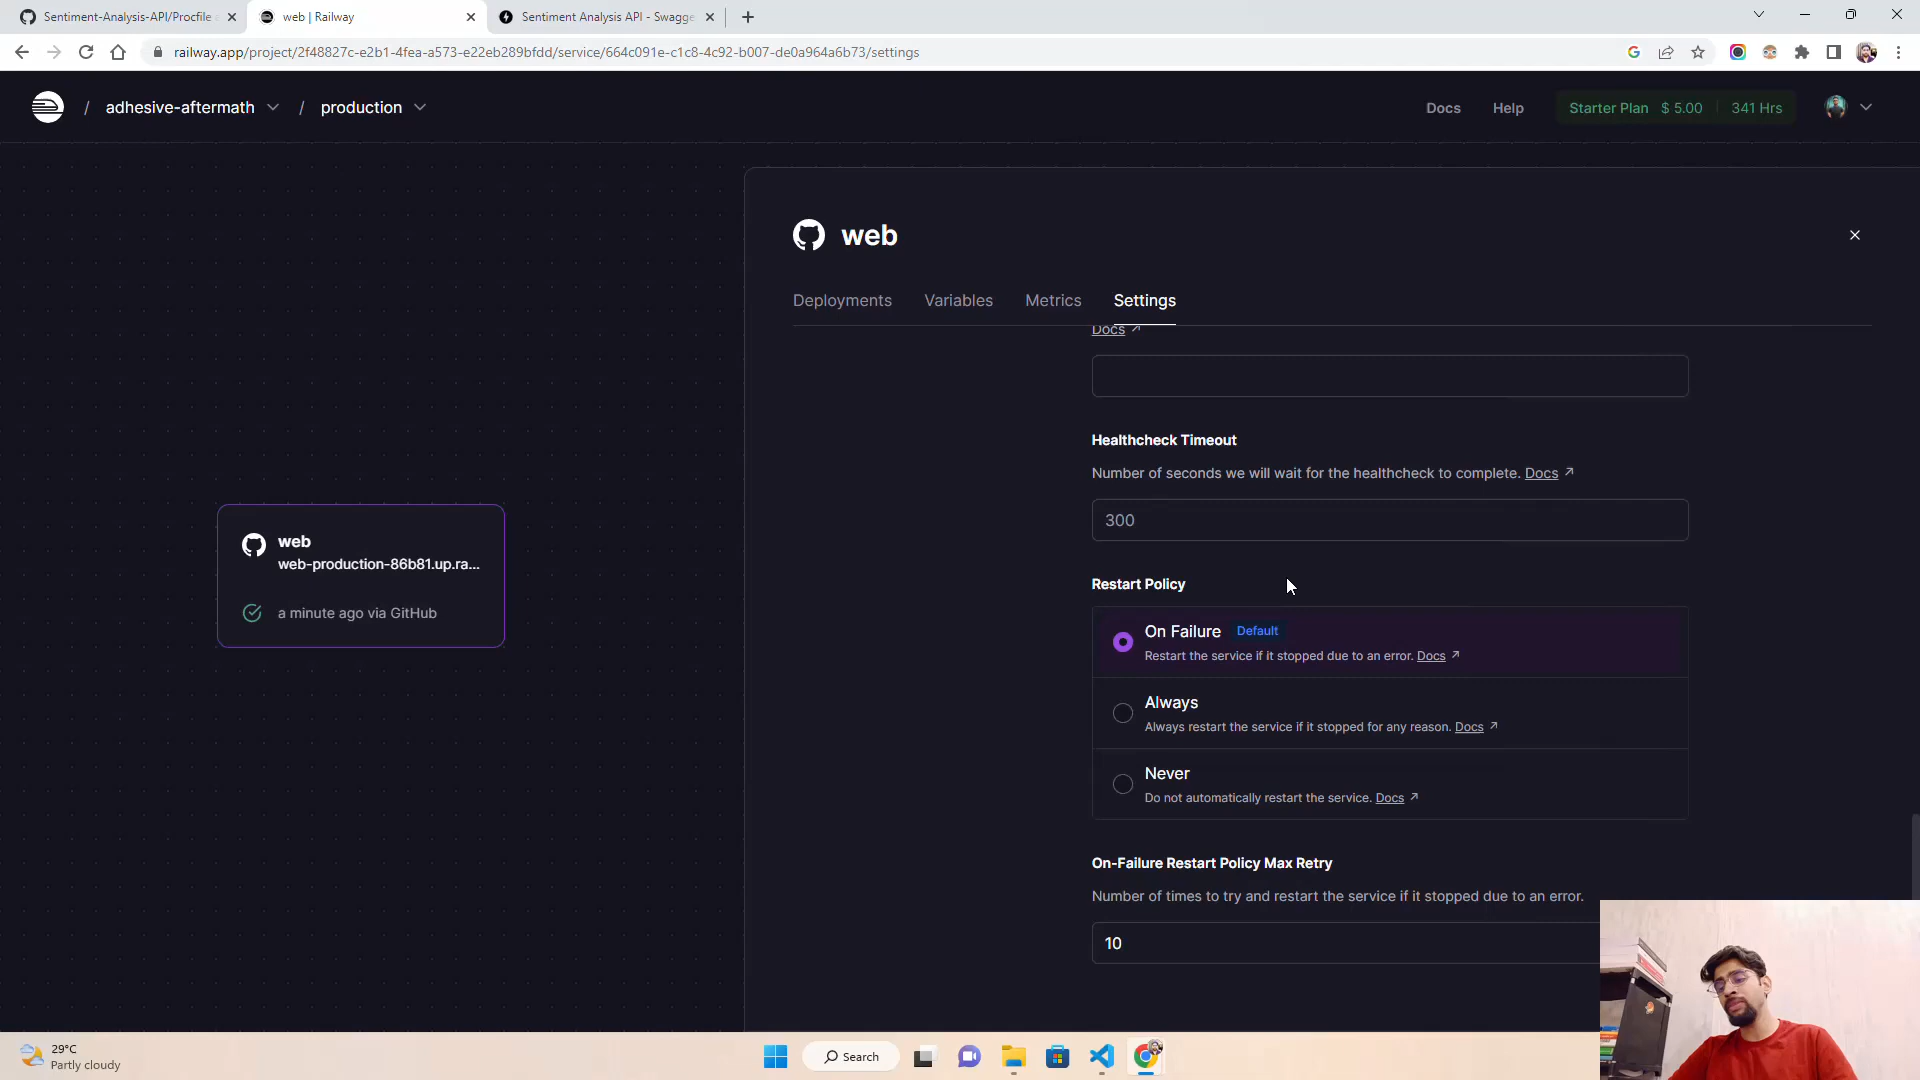 Sentiment-Analysis-API/Procfile
web | Railway
Sentiment Analysis API - Swagge
railway.app/project/2f48827c-e2b1-4fea-a573-e22eb289bfdd/service/664c091e-c1c8-4c92-b007-de0a964a6b73/settings
/ adhesive-aftermath / production
Docs
Help
Starter Plan $ 5.00 341 Hrs
web
Deployments
Variables
Metrics
Settings
Docs
Healthcheck Timeout
Number of seconds we will wait for the healthcheck to complete. Docs
300
Restart Policy
On Failure Default
Restart the service if it stopped due to an error. Docs
Always
Always restart the service if it stopped for any reason. Docs
Never
Do not automatically restart the service. Docs
On-Failure Restart Policy Max Retry
Number of times to try and restart the service if it stopped due to an error.
10
web
web-production-86b81.up.ra...
a minute ago via GitHub
29°C
Partly cloudy
Search